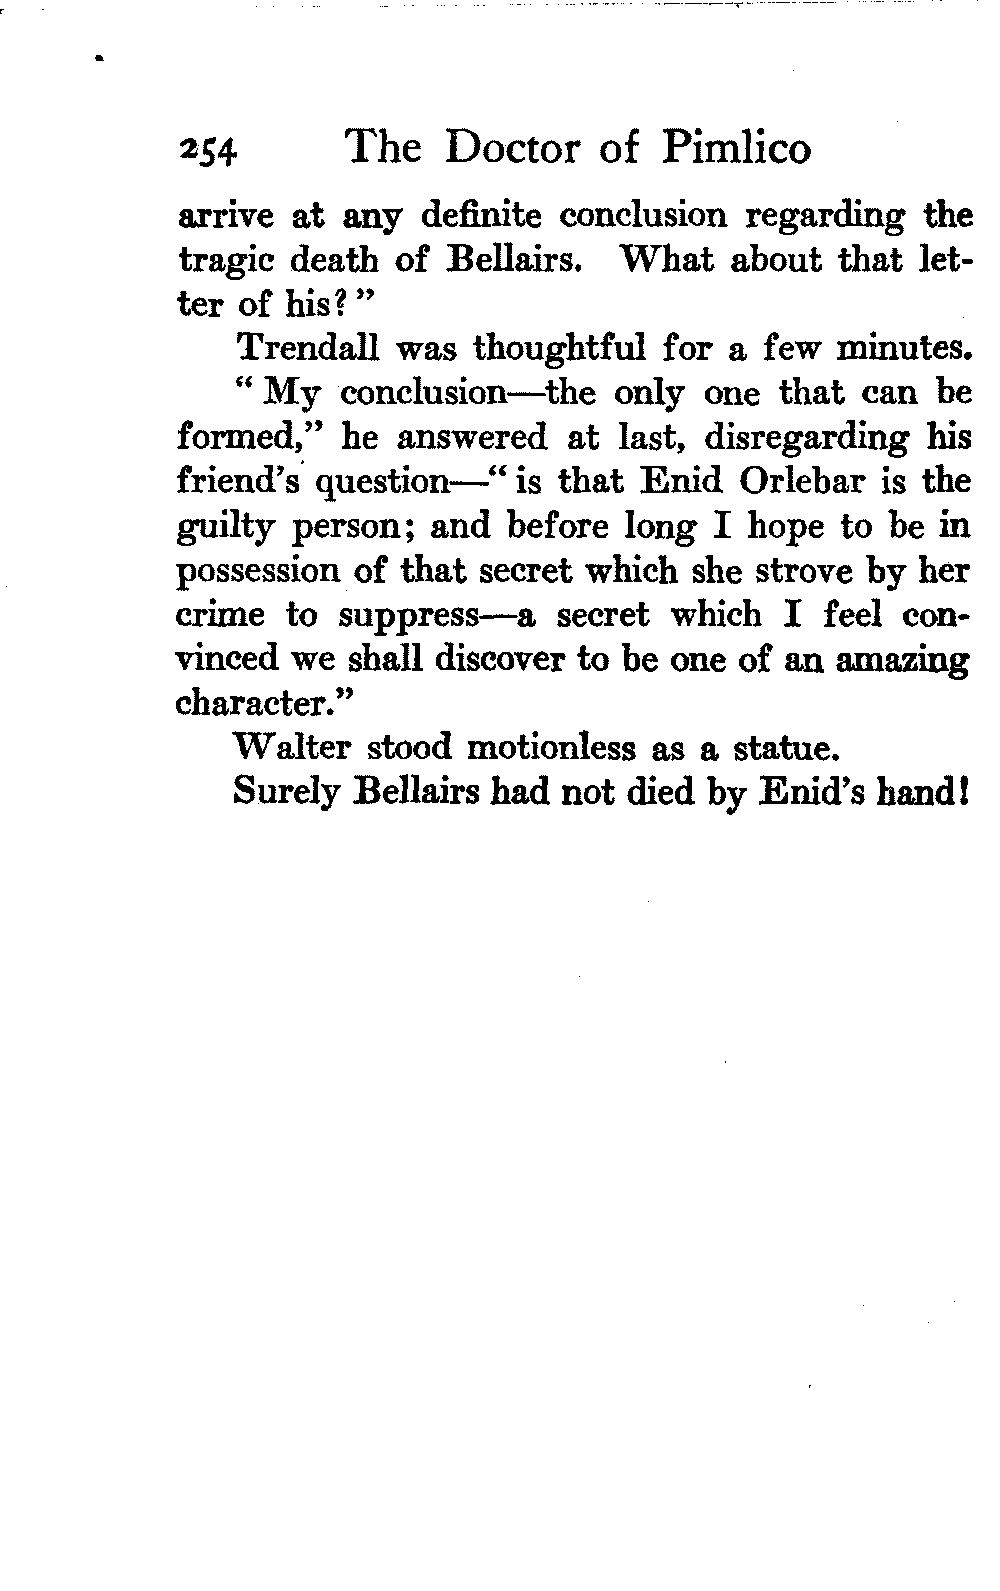 254 The Doctor of Pimlico
arrive at any definite conclusion regarding the
tragic death of Bellairs. What about that let-
ter of his?"
Trendall was thoughtful for a few minutes.
"My conclusion—the only one that can be
formed," he answered at last, disregarding his
friend's question—"is that Enid Orlebar is the
guilty person; and before long I hope to be in
possession of that secret which she strove by her
crime to suppress—a secret which I feel con-
vinced we shall discover to be one of an amazing
character."
Walter stood motionless as a statue.
Surely Bellairs had not died by Enid's hand!